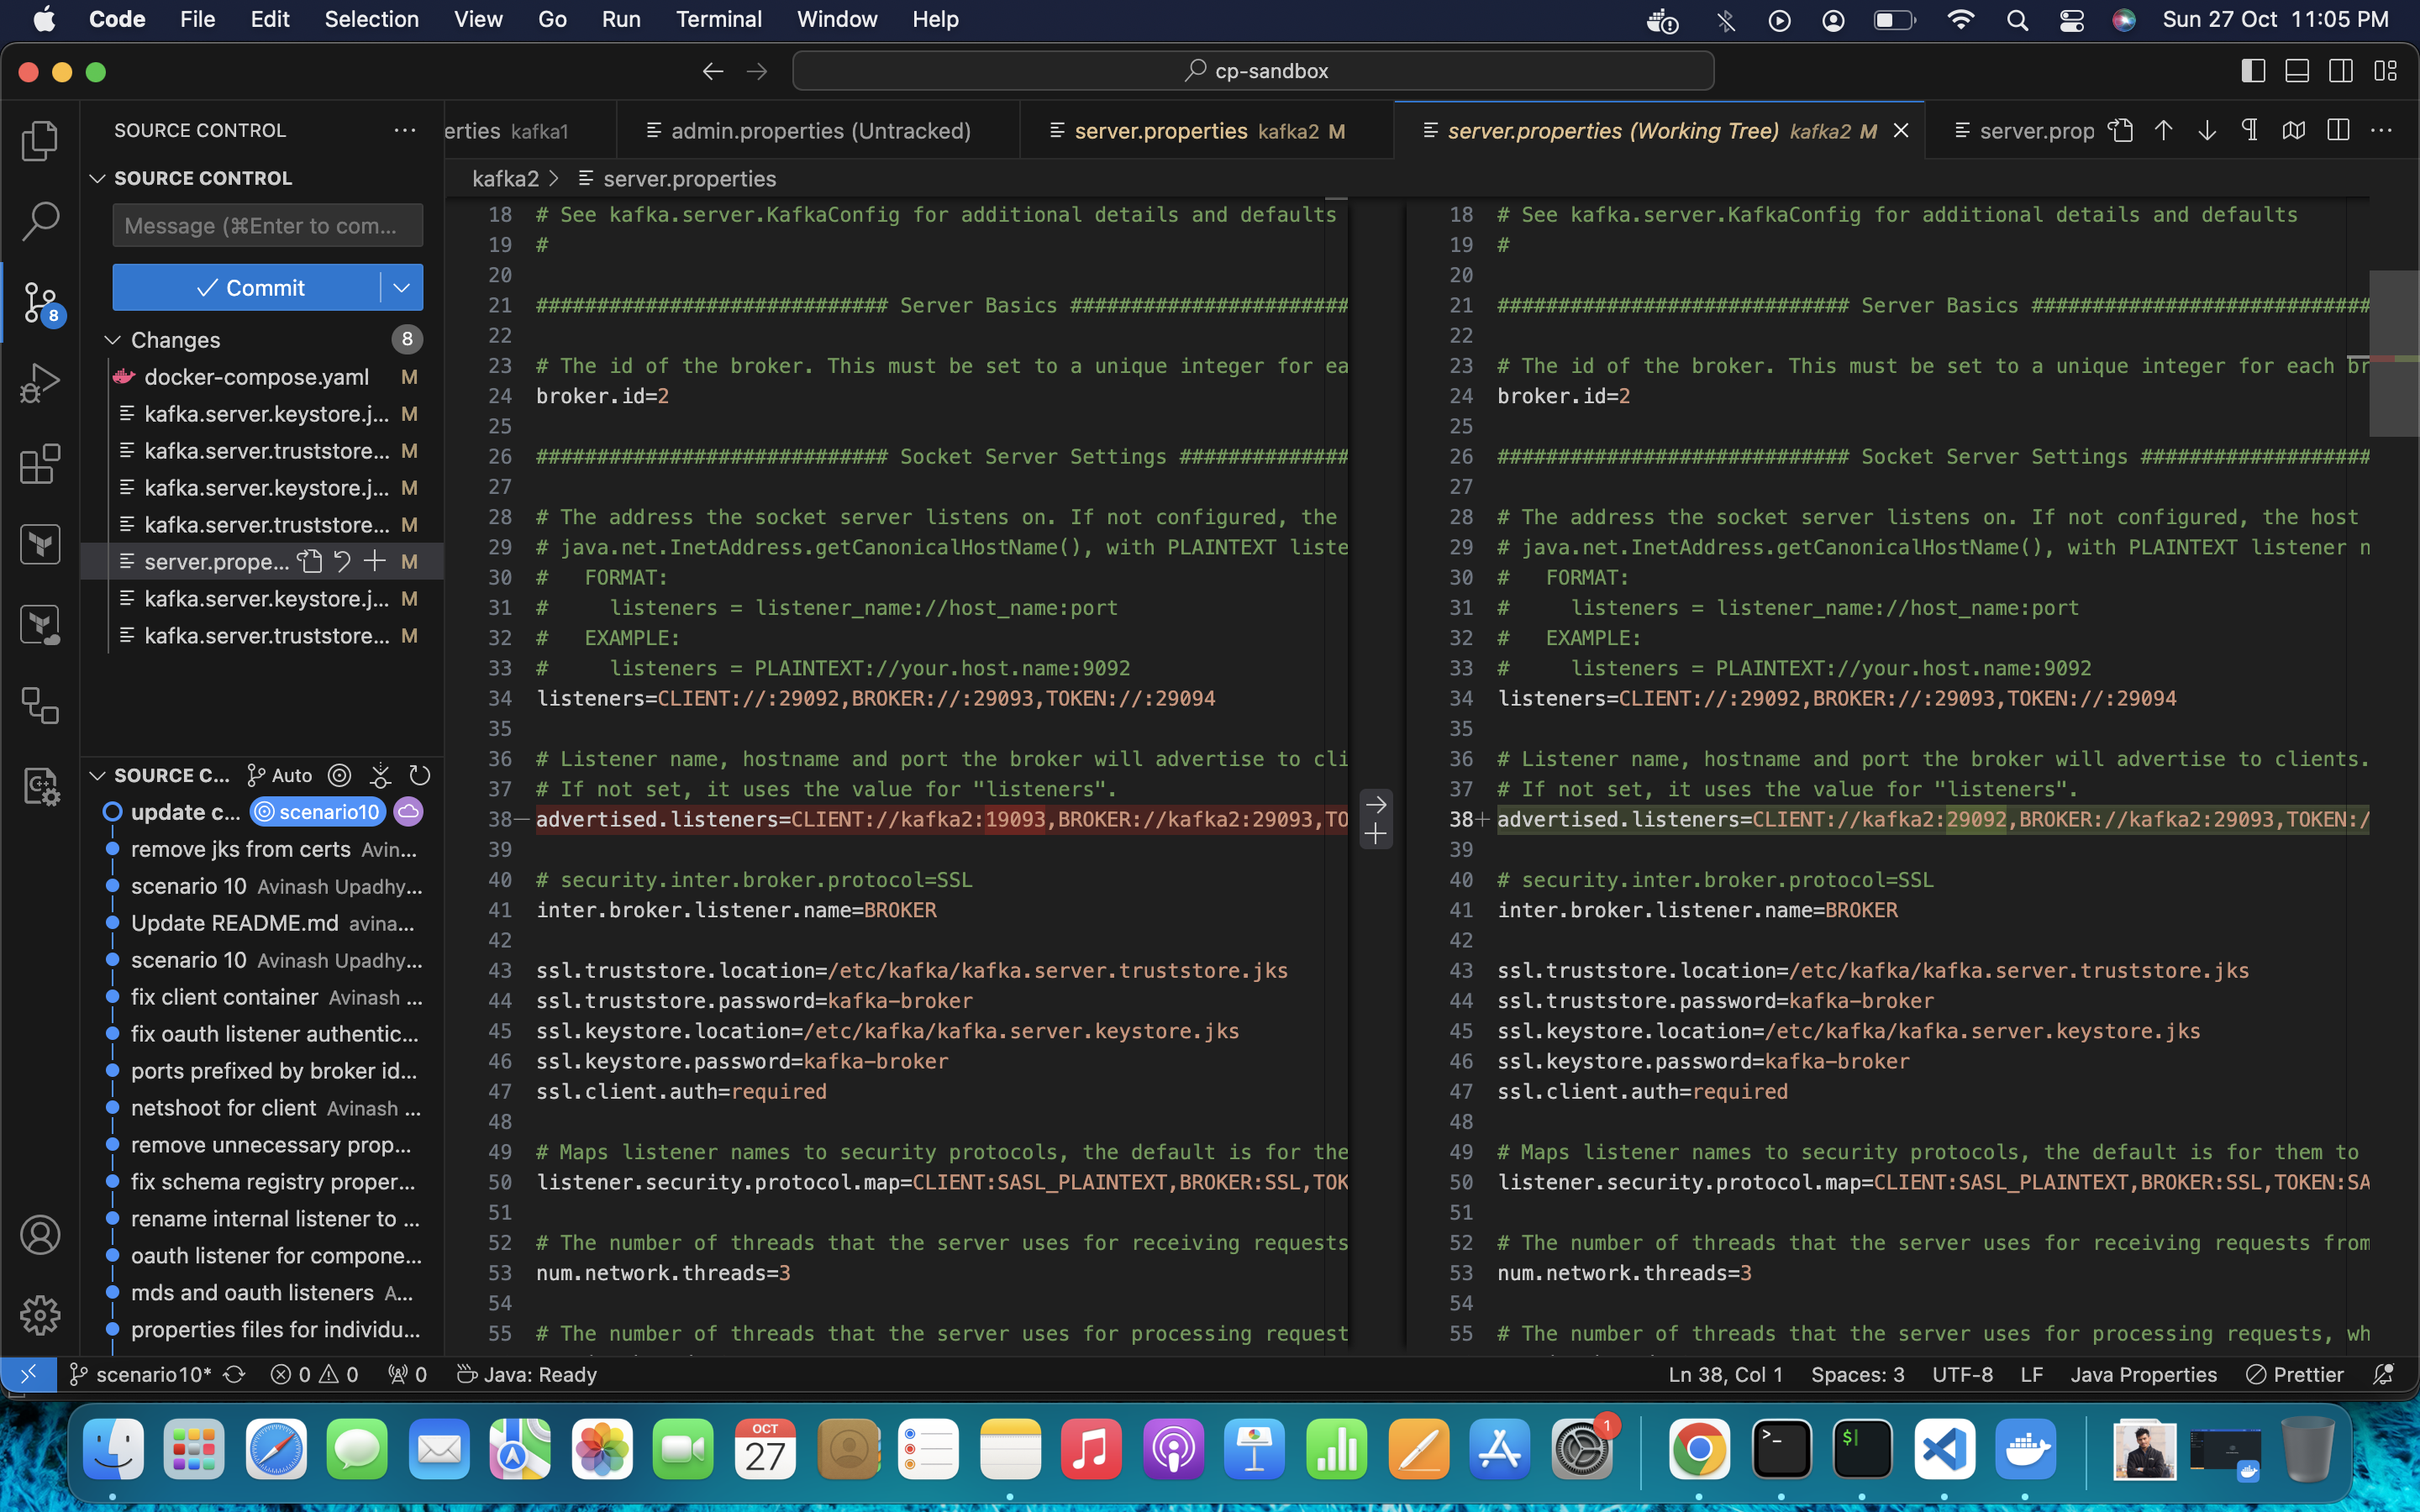 Code File Edit Selection View Go Run Terminal Window Help Sun 27 Oct 11:05 PM
cp-sandbox
SOURCE CONTROL
erties kafka1
admin.properties (Untracked)
server.properties kafka2 M
server.properties (Working Tree) kafka2 M
server.prop
SOURCE CONTROL
Message (⌘Enter to com...
Commit
8
Changes 8
docker-compose.yaml M
kafka.server.keystore.j... M
kafka.server.truststore... M
kafka.server.keystore.j... M
kafka.server.truststore... M
server.prope... M
kafka.server.keystore.j... M
kafka.server.truststore... M
SOURCE C... Auto
update c... scenario10
remove jks from certs Avin...
scenario 10 Avinash Upadhy...
Update README.md avina...
scenario 10 Avinash Upadhy...
fix client container Avinash ...
fix oauth listener authentic...
ports prefixed by broker id...
netshoot for client Avinash ...
remove unnecessary prop...
fix schema registry proper...
rename internal listener to ...
oauth listener for compone...
mds and oauth listeners A...
properties files for individu...
kafka2 > server.properties
18 # See kafka.server.KafkaConfig for additional details and defaults
19 #
20
21 ############################# Server Basics #######################
22
23 # The id of the broker. This must be set to a unique integer for ea
24 broker.id=2
25
26 ############################# Socket Server Settings ##############
27
28 # The address the socket server listens on. If not configured, the
29 # java.net.InetAddress.getCanonicalHostName(), with PLAINTEXT liste
30 #   FORMAT:
31 #     listeners = listener_name://host_name:port
32 #   EXAMPLE:
33 #     listeners = PLAINTEXT://your.host.name:9092
34 listeners=CLIENT://:29092,BROKER://:29093,TOKEN://:29094
35
36 # Listener name, hostname and port the broker will advertise to cli
37 # If not set, it uses the value for "listeners".
38— advertised.listeners=CLIENT://kafka2:19093,BROKER://kafka2:29093,TO
39
40 # security.inter.broker.protocol=SSL
41 inter.broker.listener.name=BROKER
42
43 ssl.truststore.location=/etc/kafka/kafka.server.truststore.jks
44 ssl.truststore.password=kafka-broker
45 ssl.keystore.location=/etc/kafka/kafka.server.keystore.jks
46 ssl.keystore.password=kafka-broker
47 ssl.client.auth=required
48
49 # Maps listener names to security protocols, the default is for the
50 listener.security.protocol.map=CLIENT:SASL_PLAINTEXT,BROKER:SSL,TOK
51
52 # The number of threads that the server uses for receiving requests
53 num.network.threads=3
54
55 # The number of threads that the server uses for processing request
18 # See kafka.server.KafkaConfig for additional details and defaults
19 #
20
21 ############################# Server Basics ############################
22
23 # The id of the broker. This must be set to a unique integer for each br
24 broker.id=2
25
26 ############################# Socket Server Settings ###################
27
28 # The address the socket server listens on. If not configured, the host
29 # java.net.InetAddress.getCanonicalHostName(), with PLAINTEXT listener n
30 #   FORMAT:
31 #     listeners = listener_name://host_name:port
32 #   EXAMPLE:
33 #     listeners = PLAINTEXT://your.host.name:9092
34 listeners=CLIENT://:29092,BROKER://:29093,TOKEN://:29094
35
36 # Listener name, hostname and port the broker will advertise to clients.
37 # If not set, it uses the value for "listeners".
38+ advertised.listeners=CLIENT://kafka2:29092,BROKER://kafka2:29093,TOKEN:/
39
40 # security.inter.broker.protocol=SSL
41 inter.broker.listener.name=BROKER
42
43 ssl.truststore.location=/etc/kafka/kafka.server.truststore.jks
44 ssl.truststore.password=kafka-broker
45 ssl.keystore.location=/etc/kafka/kafka.server.keystore.jks
46 ssl.keystore.password=kafka-broker
47 ssl.client.auth=required
48
49 # Maps listener names to security protocols, the default is for them to
50 listener.security.protocol.map=CLIENT:SASL_PLAINTEXT,BROKER:SSL,TOKEN:SA
51
52 # The number of threads that the server uses for receiving requests from
53 num.network.threads=3
54
55 # The number of threads that the server uses for processing requests, wh
scenario10* 0 0 0 Java: Ready Ln 38, Col 1 Spaces: 3 UTF-8 LF Java Properties Prettier
OCT
27
1